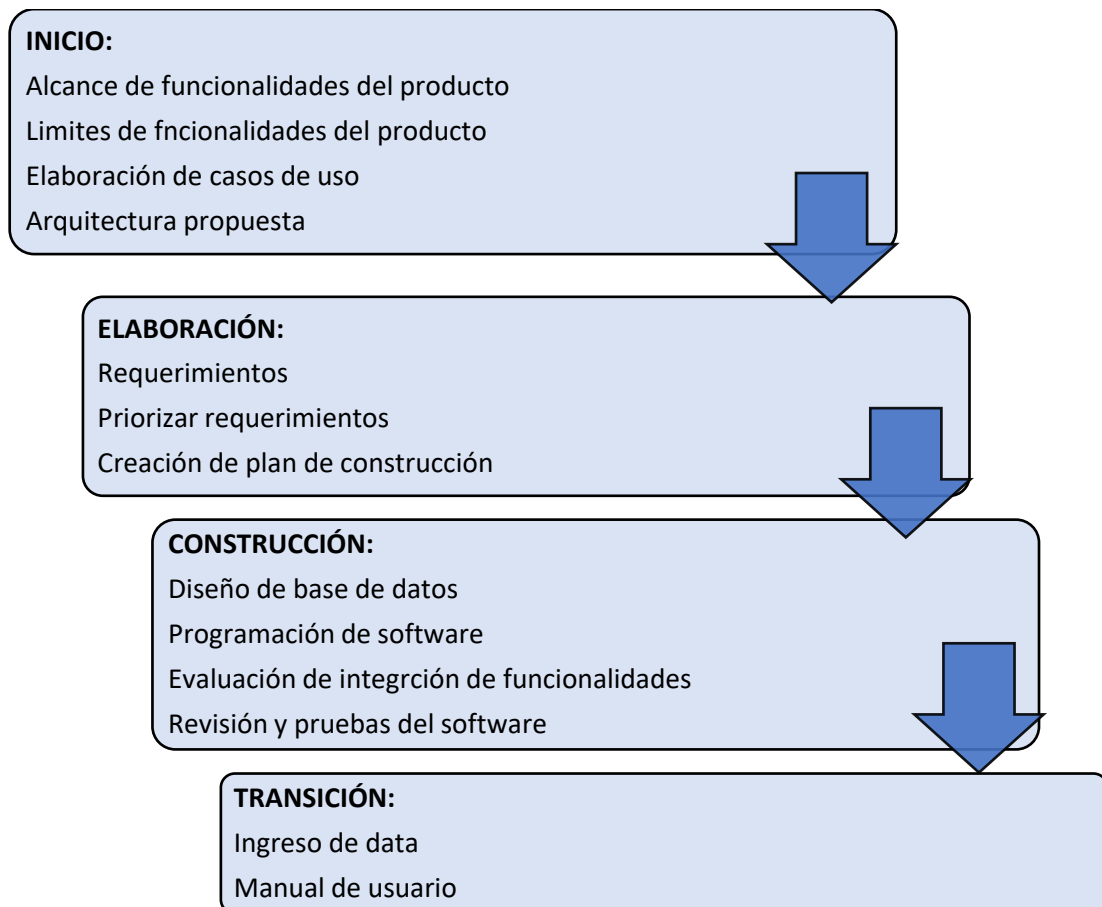 INICIO:
Alcance de funcionalidades del producto
Limites de fncionalidades del producto
Elaboración de casos de uso
Arquitectura propuesta
ELABORACIÓN:
Requerimientos
Priorizar requerimientos
Creación de plan de construcción
CONSTRUCCIÓN:
Diseño de base de datos
Programación de software
Evaluación de integrción de funcionalidades
Revisión y pruebas del software
TRANSICIÓN:
Ingreso de data
Manual de usuario